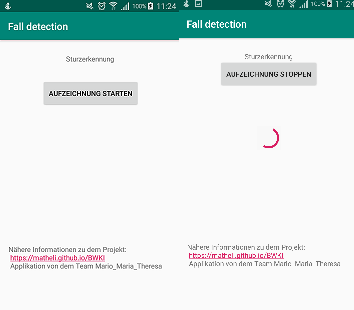 100% 11:24
Fall detection
Sturzerkennung
AUFZEICHNUNG STARTEN
Nähere Informationen zu dem Projekt:
https://matheli.github.io/BWKI
Applikation von dem Team Mario_Maria_Theresa
100% 11:24
Fall detection
Sturzerkennung
AUFZEICHNUNG STOPPEN
Nähere Informationen zu dem Projekt:
https://matheli.github.io/BWKI
Applikation von dem Team Mario_Maria_Theresa